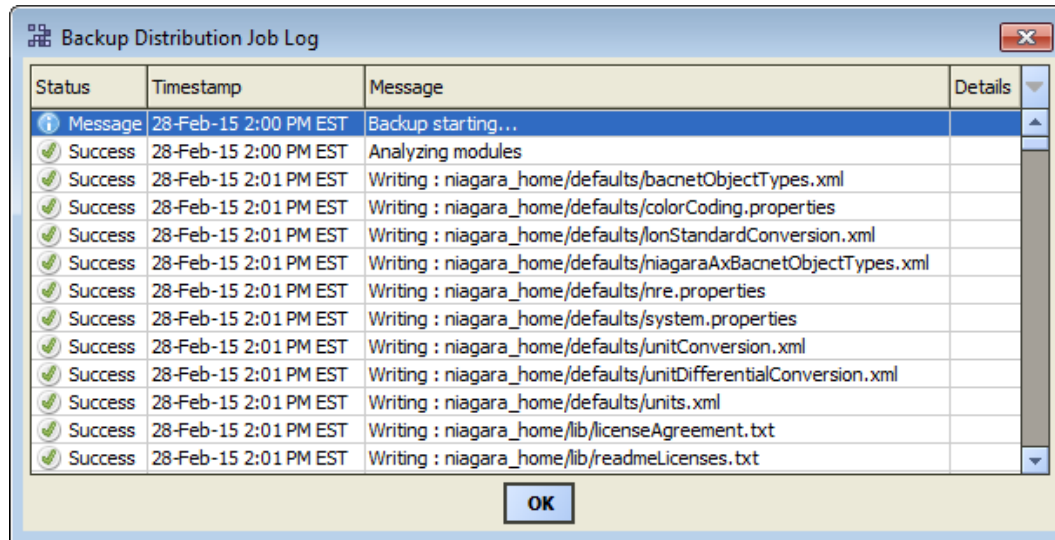 Backup Distribution Job Log
Status Timestamp Message Details
Message 28-Feb-15 2:00 PM EST Backup starting...
Success 28-Feb-15 2:00 PM EST Analyzing modules
Success 28-Feb-15 2:01 PM EST Writing : niagara_home/defaults/bacnetObjectTypes.xml
Success 28-Feb-15 2:01 PM EST Writing : niagara_home/defaults/colorCoding.properties
Success 28-Feb-15 2:01 PM EST Writing : niagara_home/defaults/lonStandardConversion.xml
Success 28-Feb-15 2:01 PM EST Writing : niagara_home/defaults/niagaraAxBacnetObjectTypes.xml
Success 28-Feb-15 2:01 PM EST Writing : niagara_home/defaults/nre.properties
Success 28-Feb-15 2:01 PM EST Writing : niagara_home/defaults/system.properties
Success 28-Feb-15 2:01 PM EST Writing : niagara_home/defaults/unitConversion.xml
Success 28-Feb-15 2:01 PM EST Writing : niagara_home/defaults/unitDifferentialConversion.xml
Success 28-Feb-15 2:01 PM EST Writing : niagara_home/defaults/units.xml
Success 28-Feb-15 2:01 PM EST Writing : niagara_home/lib/licenseAgreement.txt
Success 28-Feb-15 2:01 PM EST Writing : niagara_home/lib/readmeLicenses.txt
OK